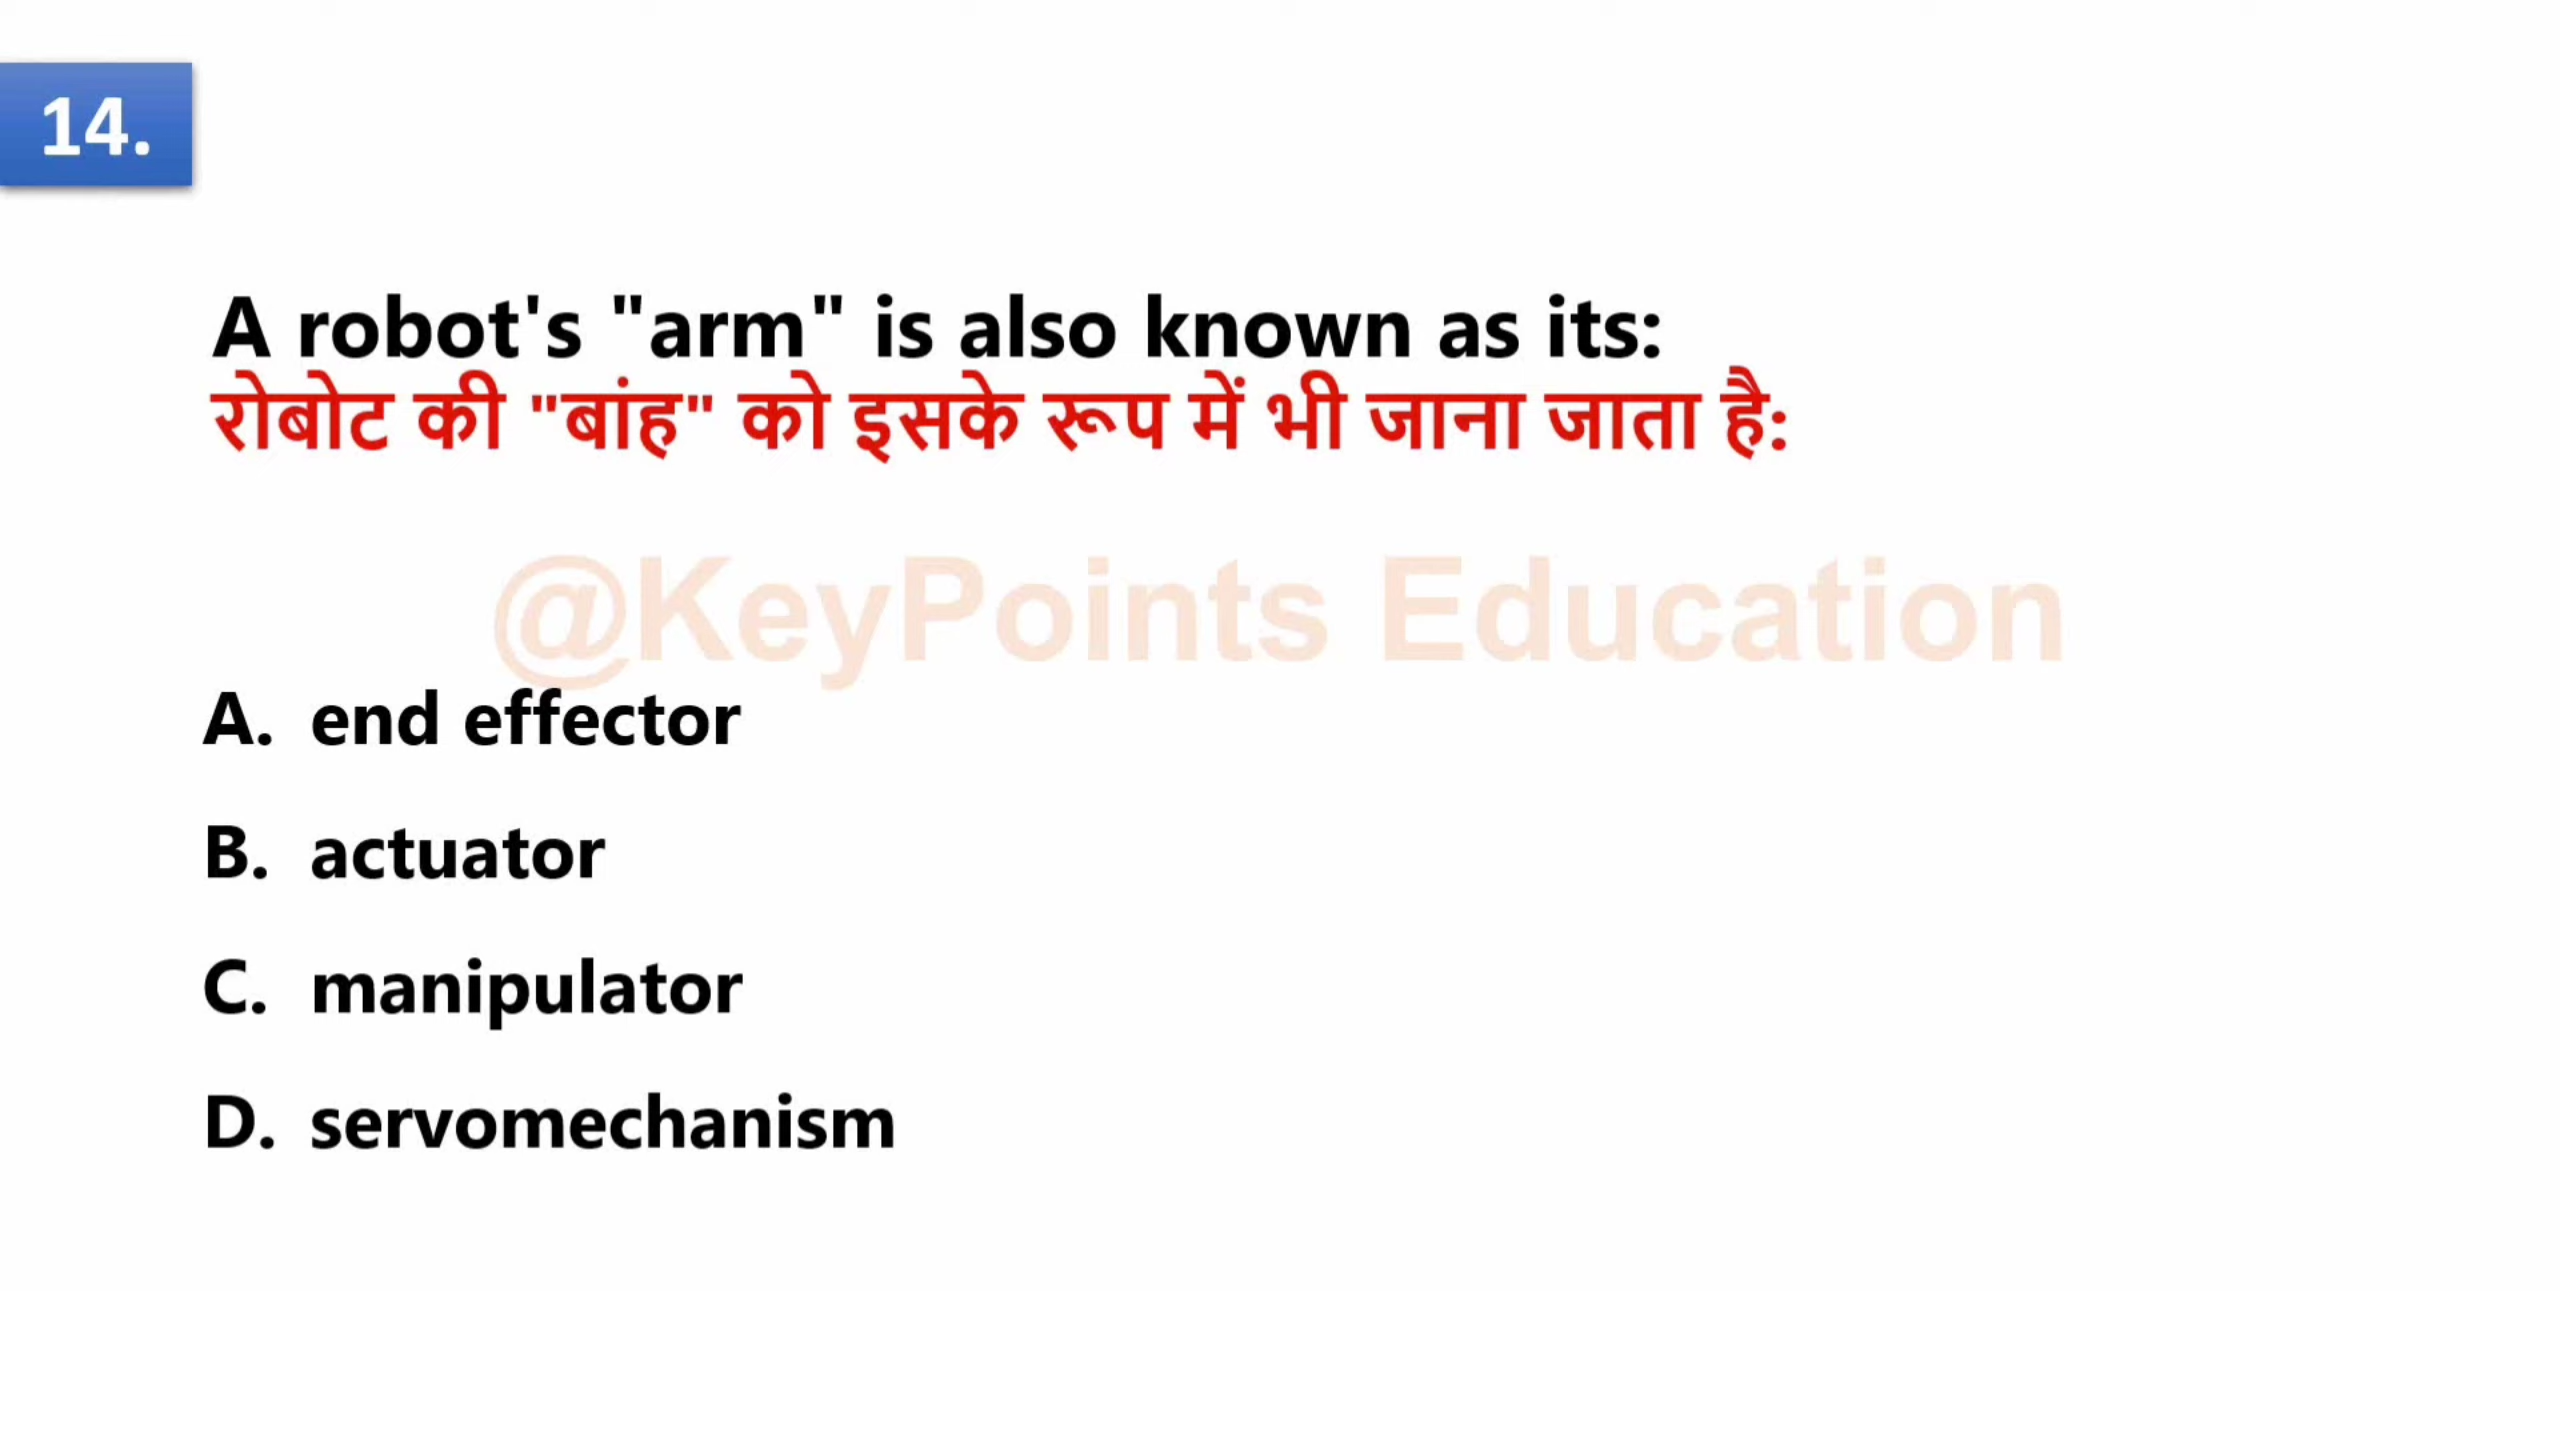 14.
A robot's "arm" is also known as its:
रोबोट की "बांह" को इसके रूप में भी जाना जाता है:
@KeyPoints Education
A. end effector
B. actuator
C. manipulator
D. servomechanism